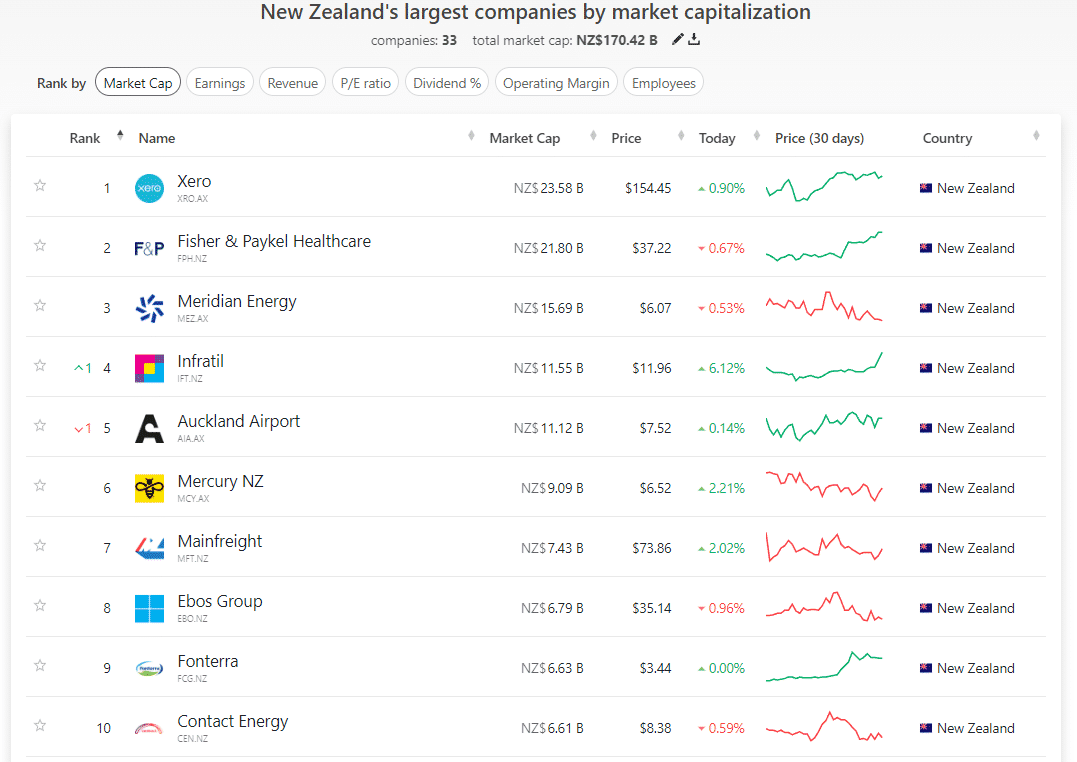 New Zealand's largest companies by market capitalization
companies: 33 total market cap: NZ$170.42 B
Rank by Market Cap Earnings Revenue P/E ratio Dividend % Operating Margin Employees
Rank Name Market Cap Price Today Price (30 days) Country
1 xero Xero XRO.AX NZ$23.58 B $154.45 0.90% New Zealand
2 F&P Fisher & Paykel Healthcare FPH.NZ NZ$21.80 B $37.22 0.67% New Zealand
3 Meridian Energy MEZ.AX NZ$15.69 B $6.07 0.53% New Zealand
1 4 Infratil IFT.NZ NZ$11.55 B $11.96 6.12% New Zealand
1 5 Auckland Airport AIA.AX NZ$11.12 B $7.52 0.14% New Zealand
6 Mercury NZ MCY.AX NZ$9.09 B $6.52 2.21% New Zealand
7 Mainfreight MFT.NZ NZ$7.43 B $73.86 2.02% New Zealand
8 Ebos Group EBO.NZ NZ$6.79 B $35.14 0.96% New Zealand
9 Fonterra Fonterra FCG.NZ NZ$6.63 B $3.44 0.00% New Zealand
10 Contact Energy CEN.NZ NZ$6.61 B $8.38 0.59% New Zealand